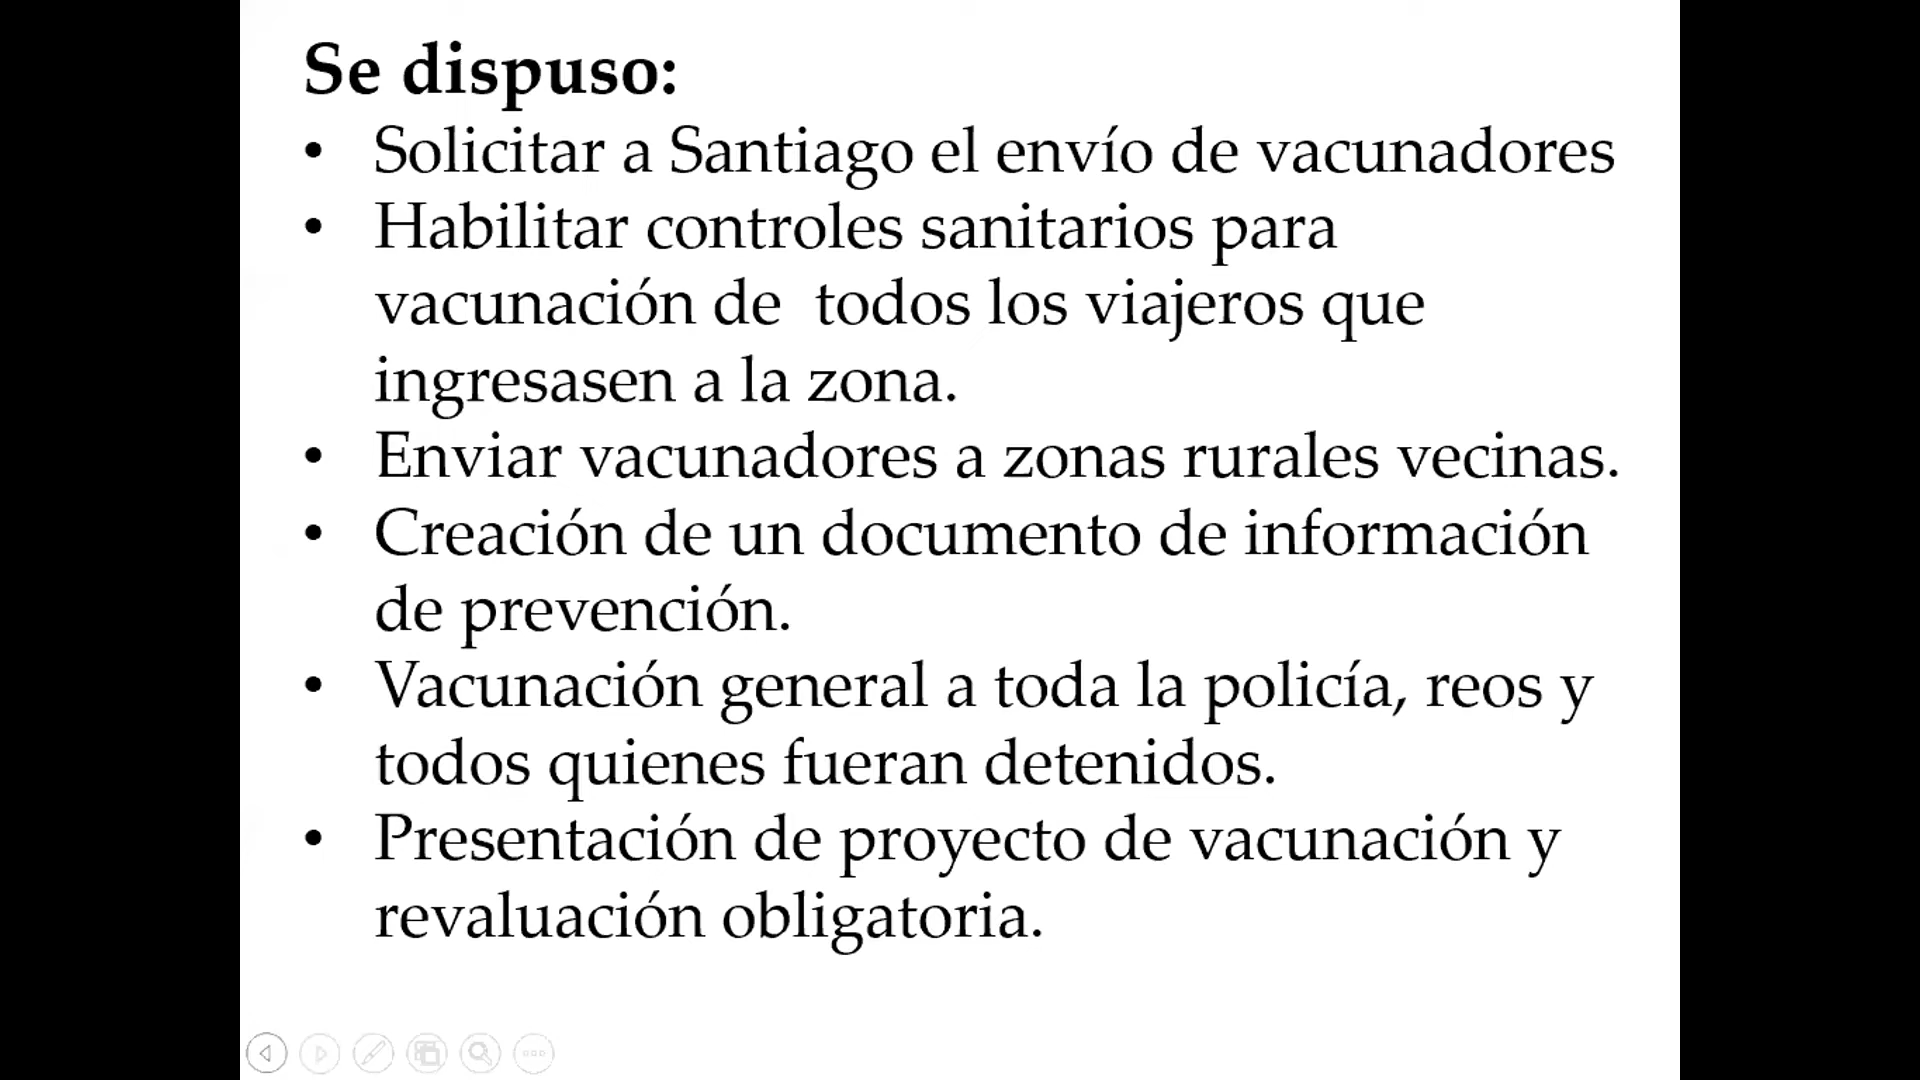 Se dispuso:
• Solicitar a Santiago el envío de vacunadores
• Habilitar controles sanitarios para
vacunación de  todos los viajeros que
ingresasen a la zona.
• Enviar vacunadores a zonas rurales vecinas.
• Creación de un documento de información
de prevención.
• Vacunación general a toda la policía, reos y
todos quienes fueran detenidos.
• Presentación de proyecto de vacunación y
revaluación obligatoria.